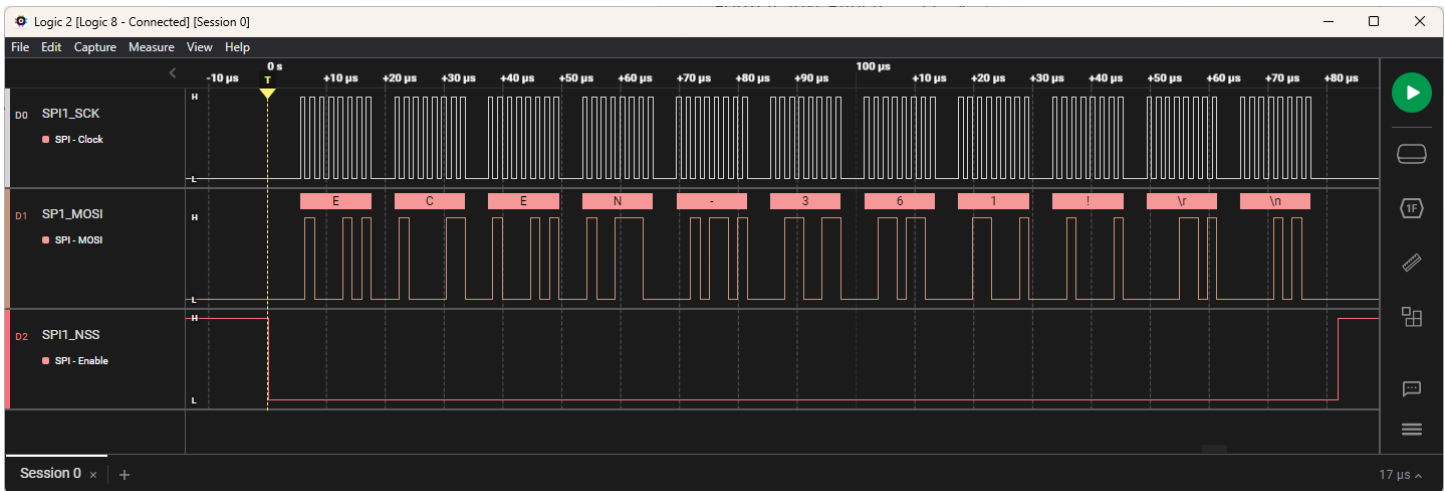 Logic 2 [Logic 8 - Connected] [Session 0]
File Edit Capture Measure View Help
0 s 100 µs
-10 µs T +10 µs +20 µs +30 µs +40 µs +50 µs +60 µs +70 µs +80 µs +90 µs +10 µs +20 µs +30 µs +40 µs +50 µs +60 µs +70 µs +80 µs
D0 SPI1_SCK H
SPI - Clock
L
E C E N - 3 6 1 ! \r \n
D1 SP1_MOSI H
SPI - MOSI
L
H
D2 SPI1_NSS
SPI - Enable
L
1F
Session 0 × +
17 µs